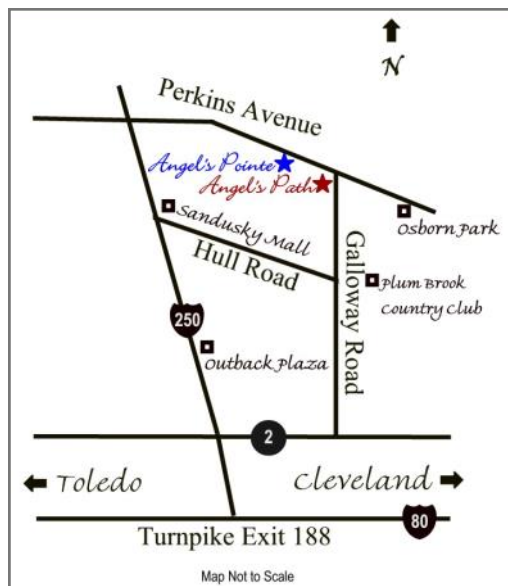 N
Perkins Avenue
Angel's Pointe
Angel's Path
Sandusky Mall
Osborn Park
Hull Road
Galloway Road
Plum Brook
Country Club
250
Outback Plaza
2
Toledo
Cleveland
80
Turnpike Exit 188
Map Not to Scale